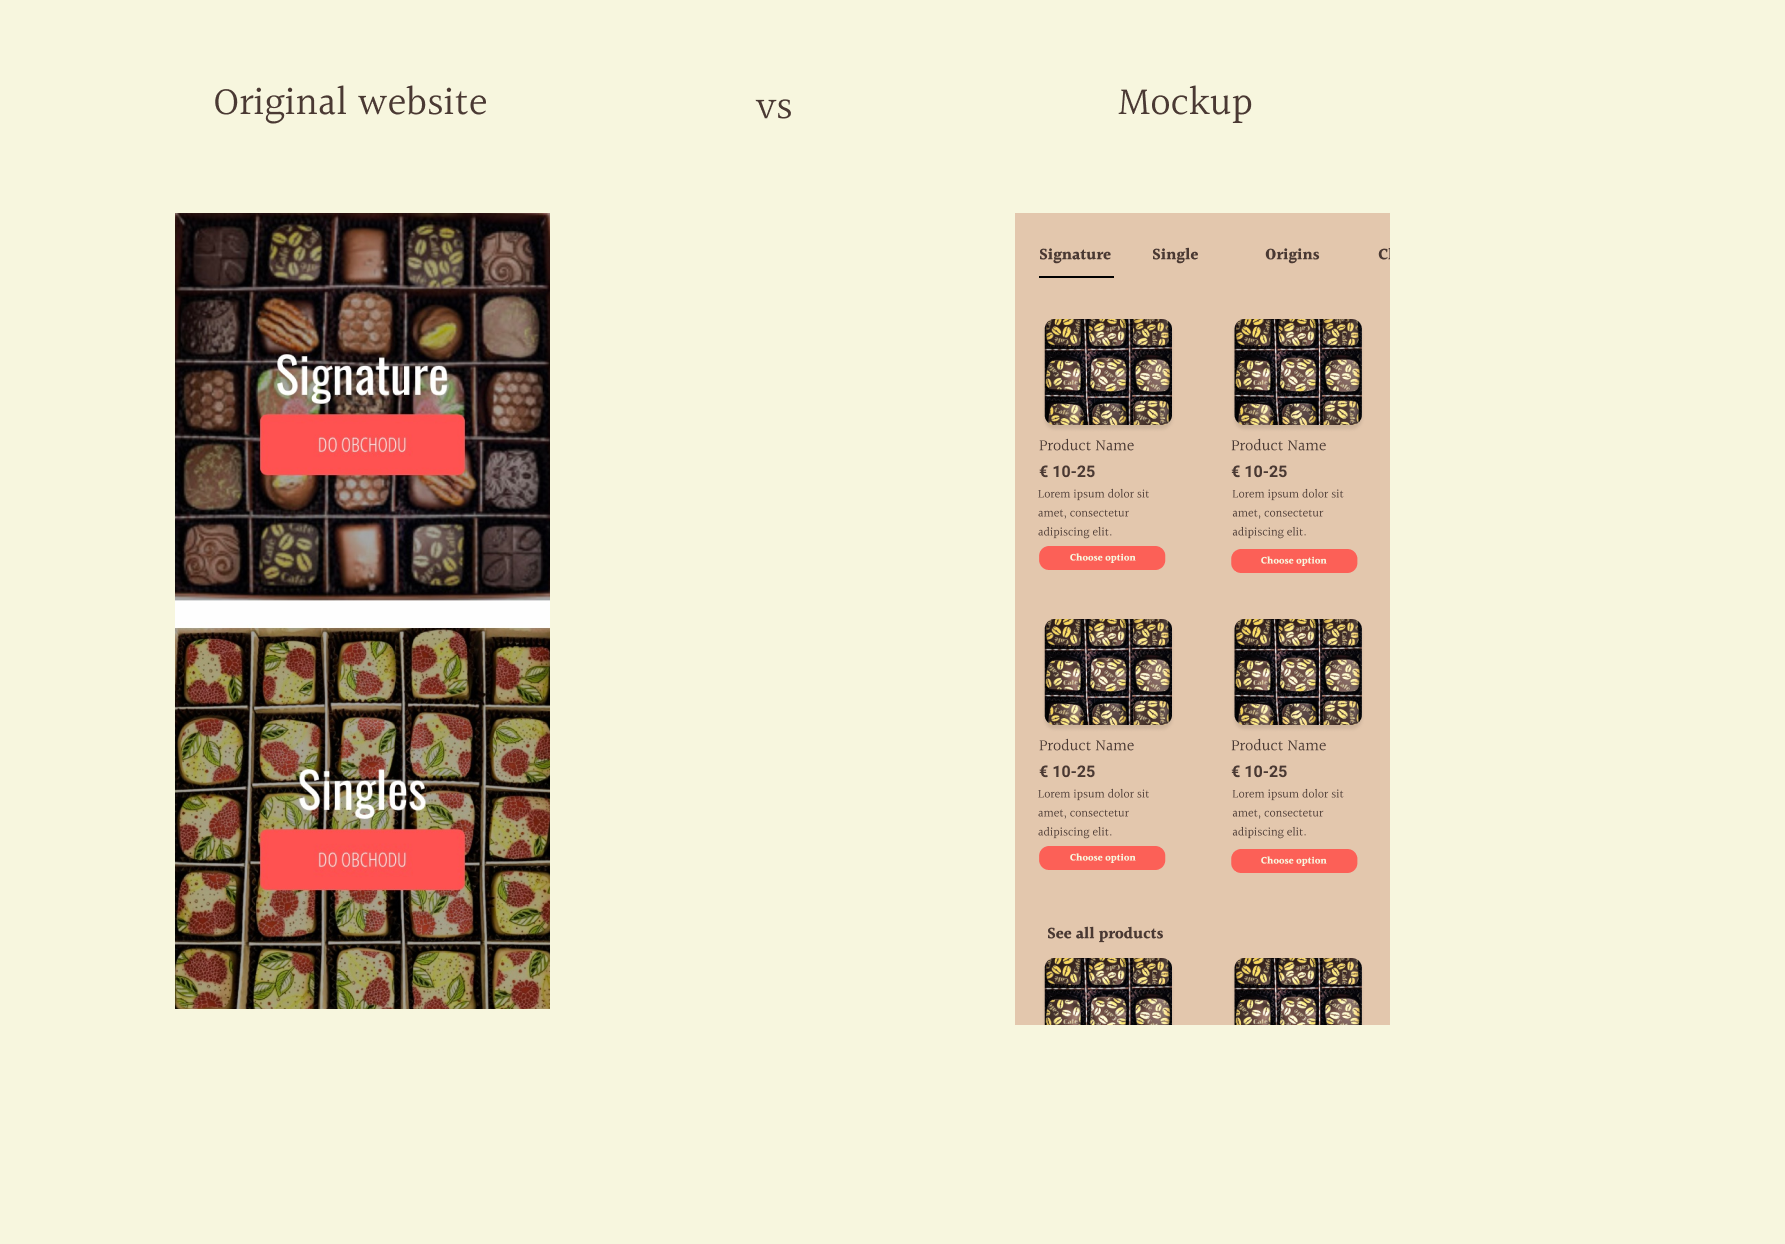 Original website
vs
Mockup
Signature
DO OBCHODU
Singles
DO OBCHODU
Signature Single Origins
Product Name
€ 10-25
Lorem ipsum dolor sit
amet, consectetur
adipiscing elit.
Choose option
Product Name
€ 10-25
Lorem ipsum dolor sit
amet, consectetur
adipiscing elit.
Choose option
Product Name
€ 10-25
Lorem ipsum dolor sit
amet, consectetur
adipiscing elit.
Choose option
Product Name
€ 10-25
Lorem ipsum dolor sit
amet, consectetur
adipiscing elit.
Choose option
See all products